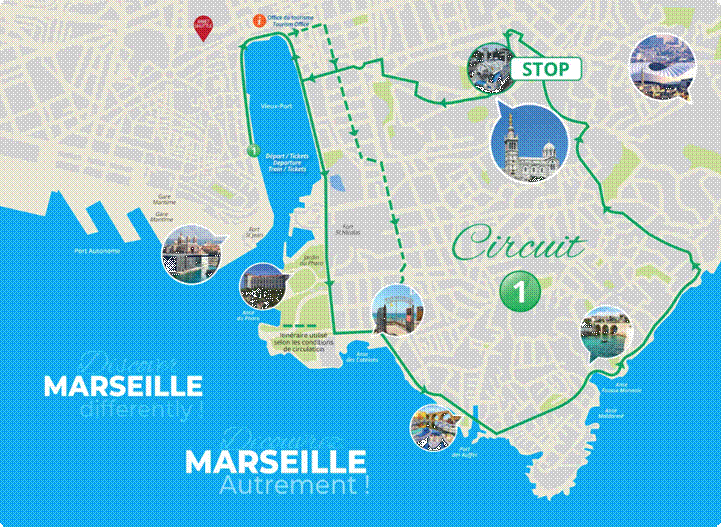 Office du tourisme
Tourism Office
Vieux-Port
STOP
1
Départ / Tickets
Departure
Train / Tickets
Gare
Maritime
Gare
Maritime
Port Autonome
Fort
St Jean
Fort
St Nicolas
Jardin
du Pharo
Anse
du Pharo
Circuit
1
Itinéraire utilisé
selon les conditions
de circulation
Anse
des Catalans
Discover
MARSEILLE
differently !
Découvrez
MARSEILLE
Autrement !
Port
des Auffes
Anse
Fausse Monnaie
Anse
Maldormé